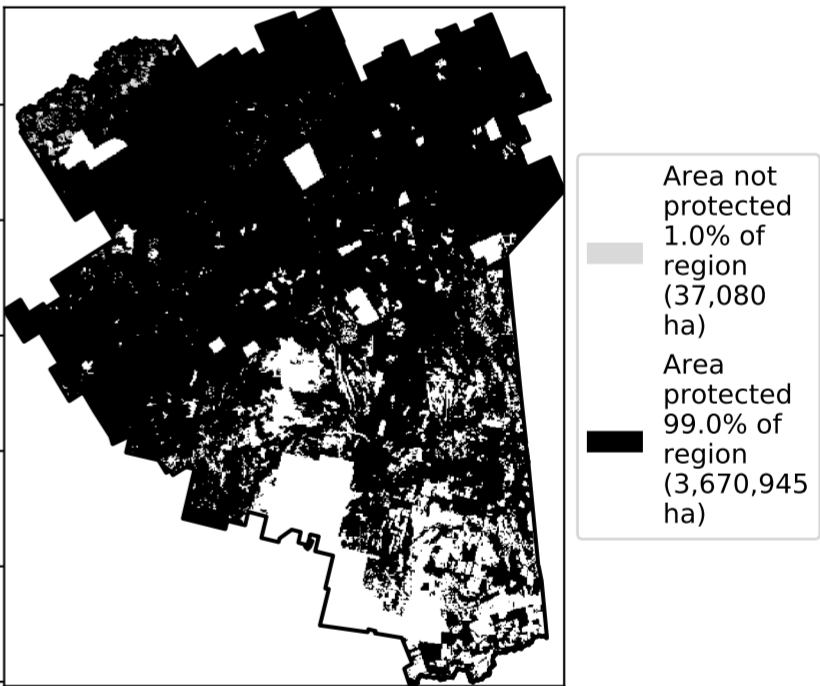 Area not
protected
1.0% of
region
(37,080
ha)
Area
protected
99.0% of
region
(3,670,945
ha)